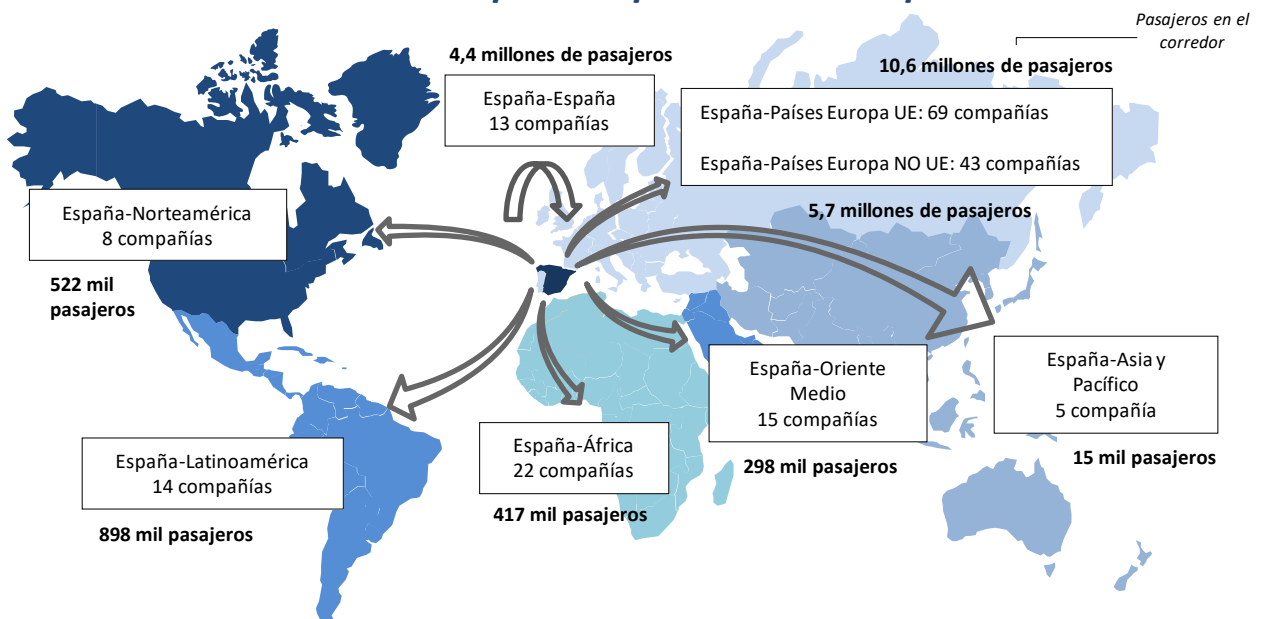 Pasajeros en el
corredor
4,4 millones de pasajeros
10,6 millones de pasajeros
España-España
13 compañías
España-Países Europa UE: 69 compañías
España-Países Europa NO UE: 43 compañías
5,7 millones de pasajeros
España-Norteamérica
8 compañías
522 mil
pasajeros
España-Oriente
Medio
15 compañías
298 mil pasajeros
España-Asia y
Pacífico
5 compañía
15 mil pasajeros
España-África
22 compañías
417 mil pasajeros
España-Latinoamérica
14 compañías
898 mil pasajeros